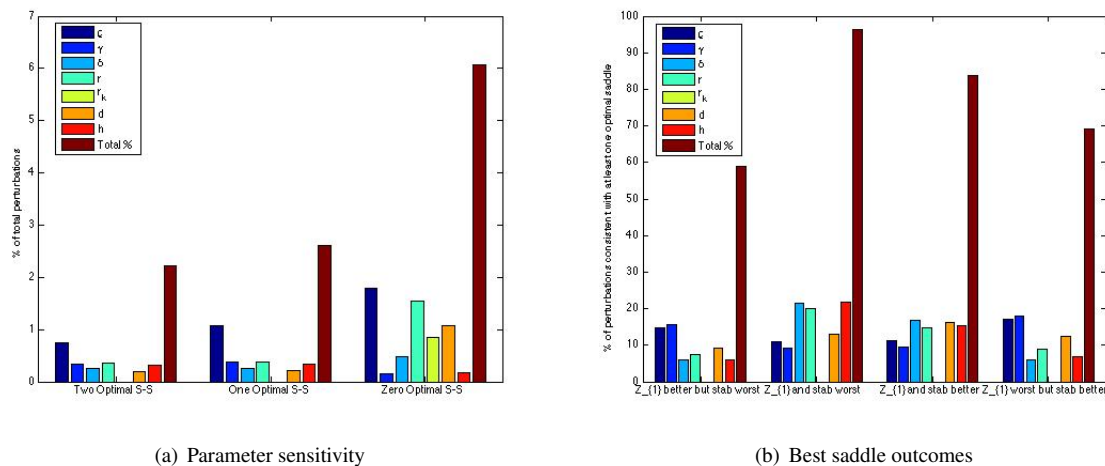 7
6
5
4
3
2
1
0
% of total perturbations
ς
γ
δ
r
r_k
d
h
Total %
Two Optimal S-S
One Optimal S-S
Zero Optimal S-S
(a) Parameter sensitivity
100
90
80
70
60
50
40
30
20
10
0
% of perturbations consistent with at least one optimal saddle
ς
γ
δ
r
r_k
d
h
Total %
Z_{1} better but stab worst
Z_{1} and stab worst
Z_{1} and stab better
Z_{1} worst but stab better
(b) Best saddle outcomes